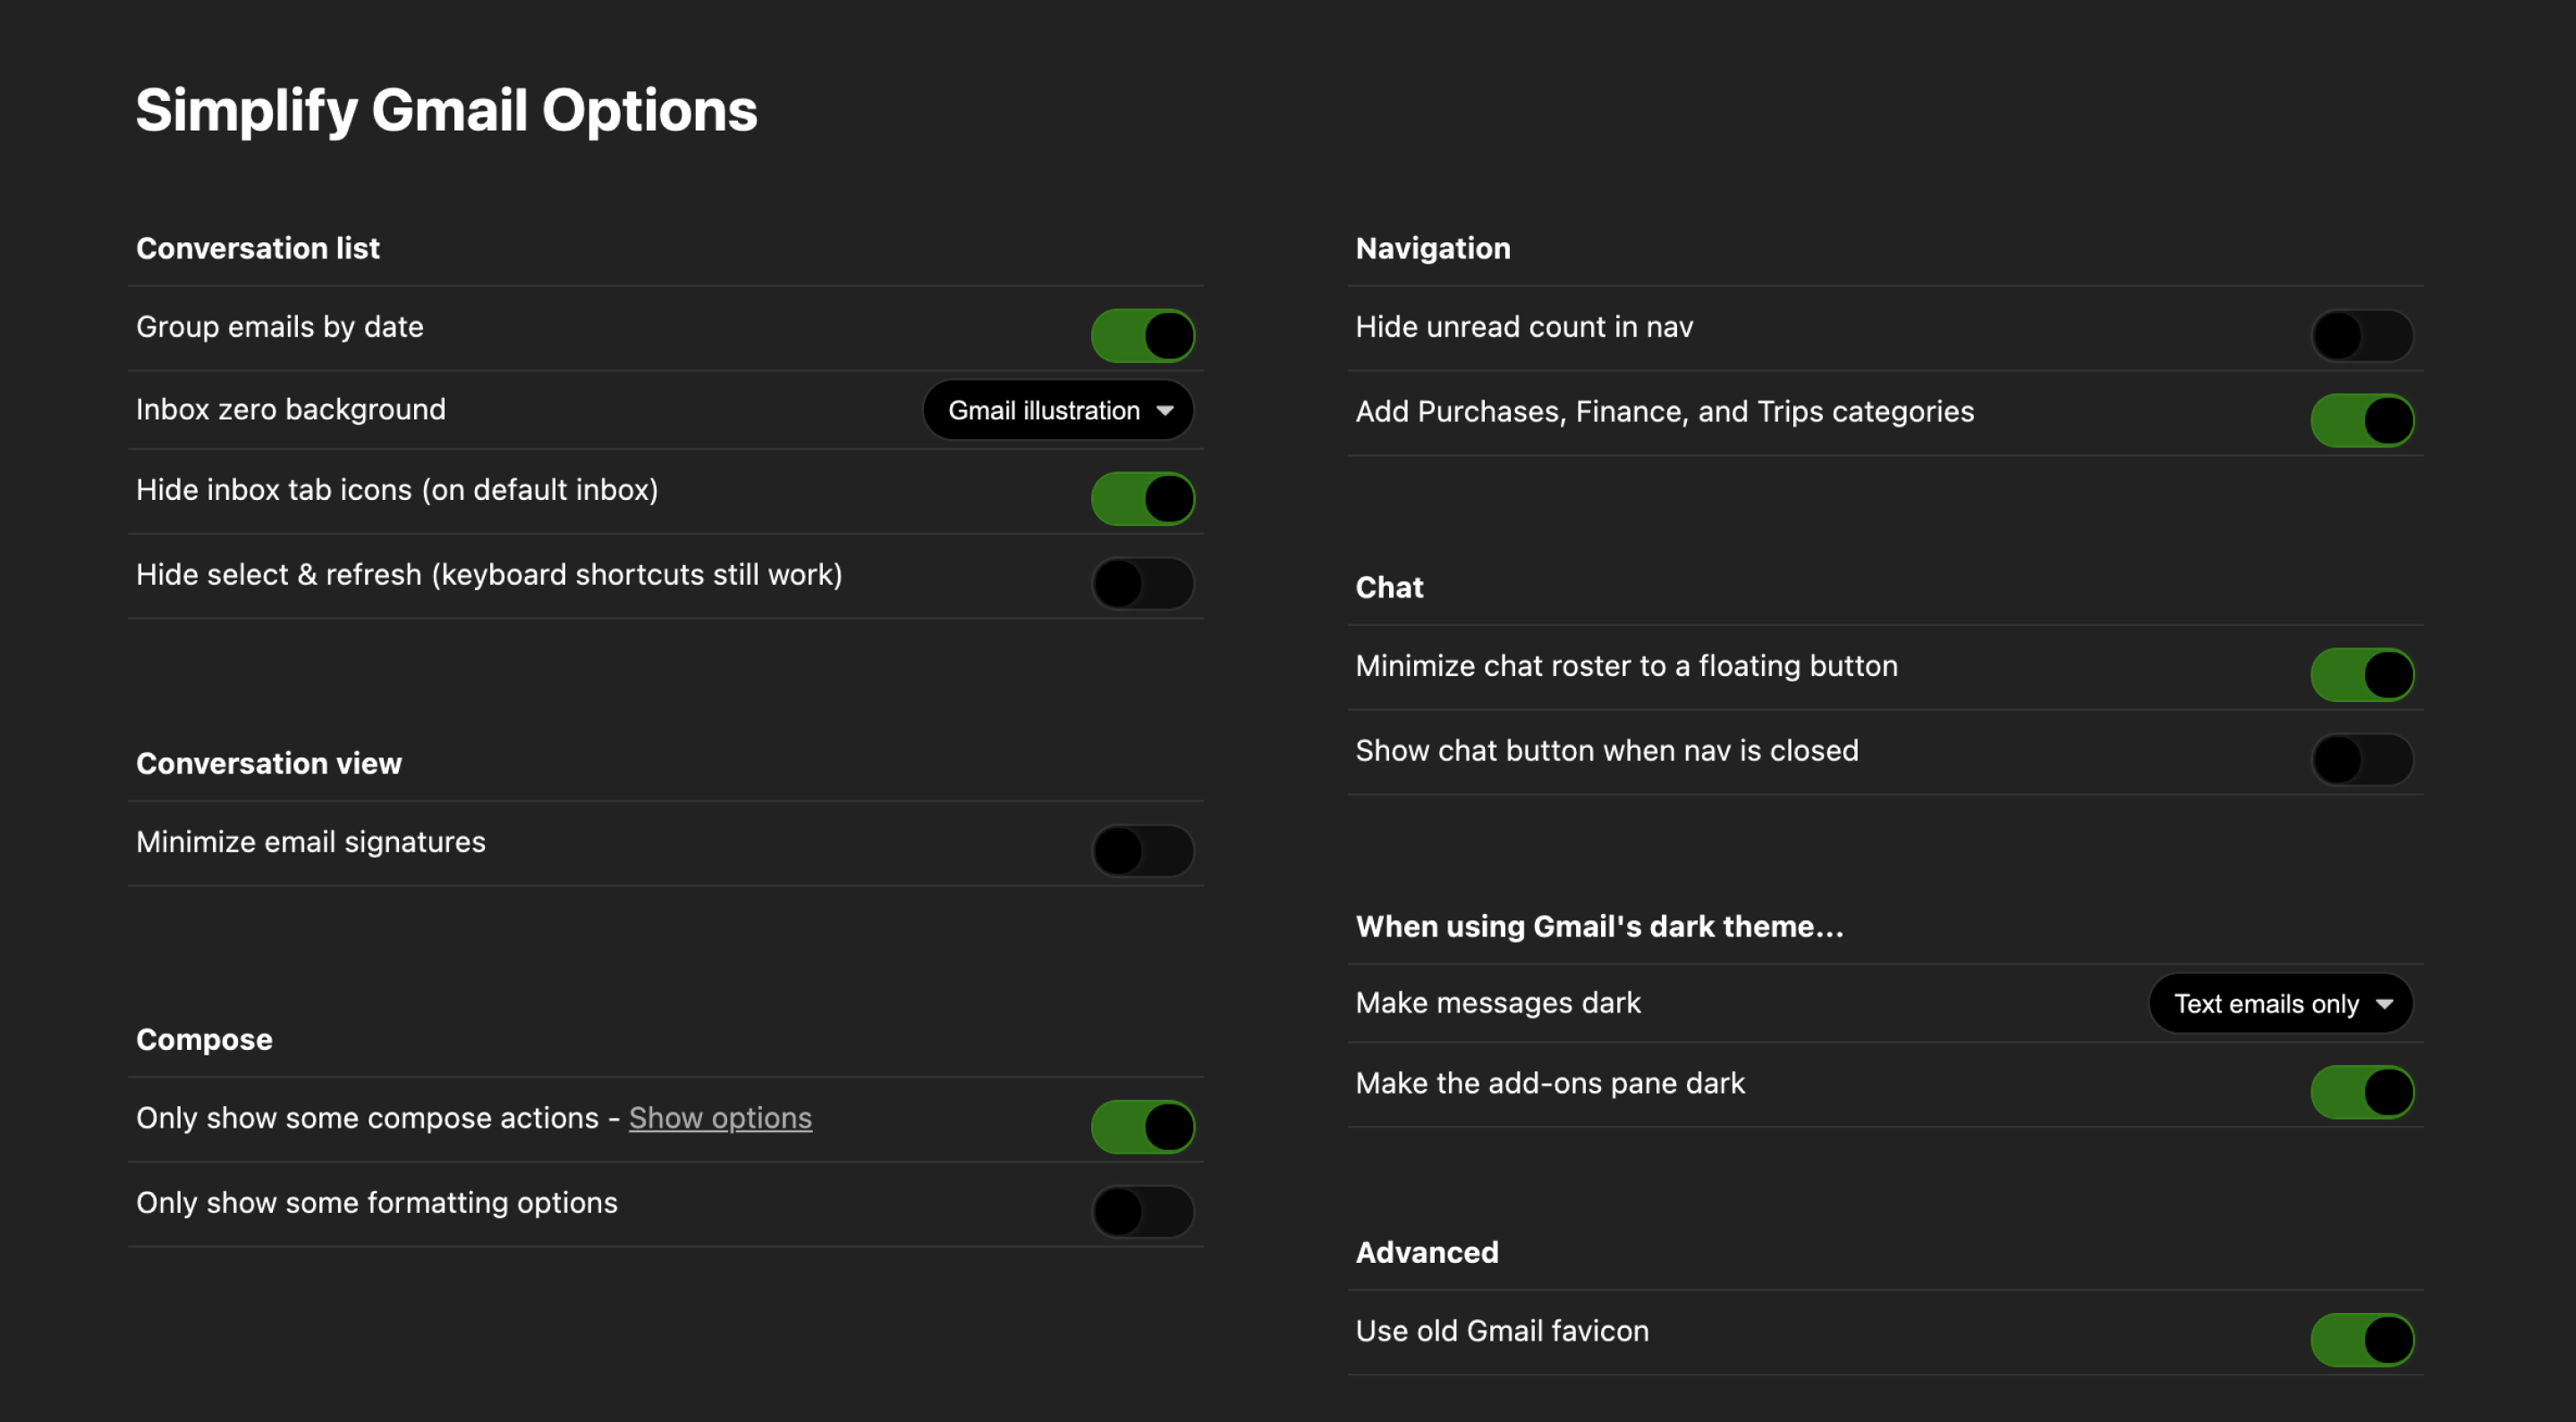 Simplify Gmail Options
Conversation list
Group emails by date
Inbox zero background
Gmail illustration
Hide inbox tab icons (on default inbox)
Hide select & refresh (keyboard shortcuts still work)
Conversation view
Minimize email signatures
Compose
Only show some compose actions - Show options
Only show some formatting options
Navigation
Hide unread count in nav
Add Purchases, Finance, and Trips categories
Chat
Minimize chat roster to a floating button
Show chat button when nav is closed
When using Gmail's dark theme...
Make messages dark
Text emails only
Make the add-ons pane dark
Advanced
Use old Gmail favicon